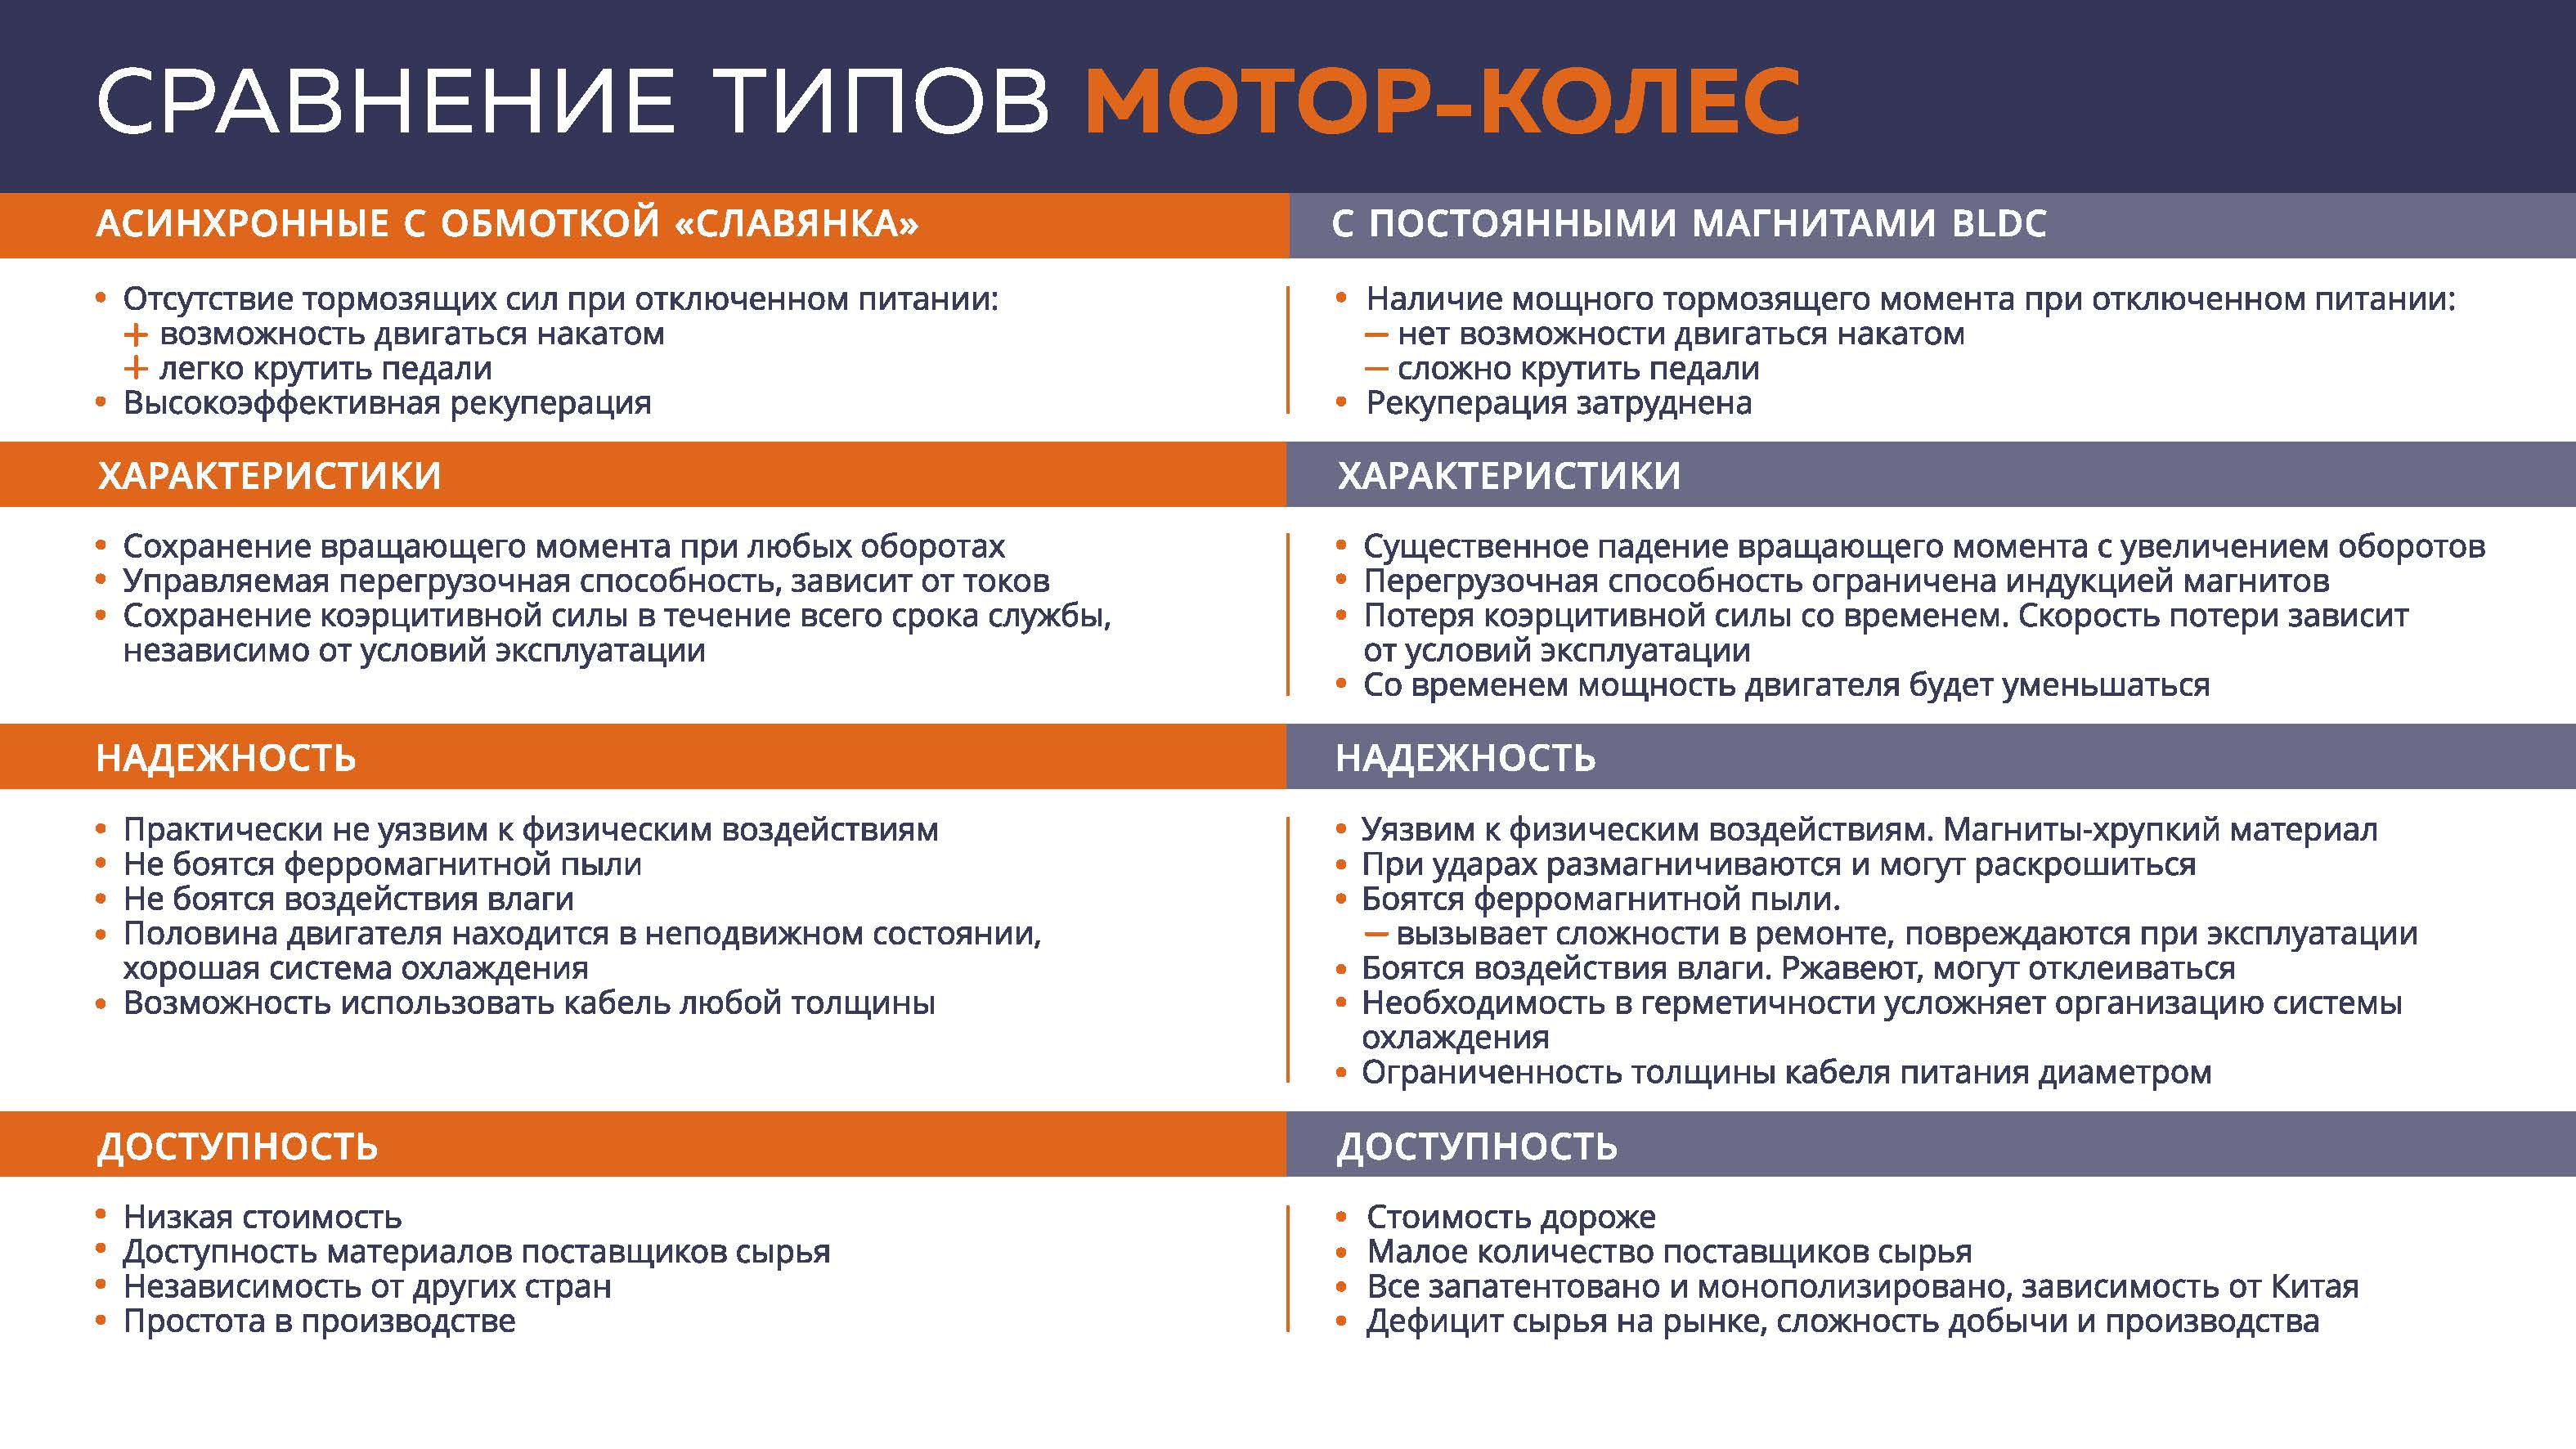 СРАВНЕНИЕ ТИПОВ МОТОР-КОЛЕС
АСИНХРОННЫЕ С ОБМОТКОЙ «СЛАВЯНКА»
• Отсутствие тормозящих сил при отключенном питании:
+ возможность двигаться накатом
+ легко крутить педали
• Высокоэффективная рекуперация
С ПОСТОЯННЫМИ МАГНИТАМИ BLDC
• Наличие мощного тормозящего момента при отключенном питании:
— нет возможности двигаться накатом
— сложно крутить педали
• Рекуперация затруднена
ХАРАКТЕРИСТИКИ
• Сохранение вращающего момента при любых оборотах
• Управляемая перегрузочная способность, зависит от токов
• Сохранение коэрцитивной силы в течение всего срока службы,
независимо от условий эксплуатации
ХАРАКТЕРИСТИКИ
• Существенное падение вращающего момента с увеличением оборотов
• Перегрузочная способность ограничена индукцией магнитов
• Потеря коэрцитивной силы со временем. Скорость потери зависит
от условий эксплуатации
• Со временем мощность двигателя будет уменьшаться
НАДЕЖНОСТЬ
• Практически не уязвим к физическим воздействиям
• Не боятся ферромагнитной пыли
• Не боятся воздействия влаги
• Половина двигателя находится в неподвижном состоянии,
хорошая система охлаждения
• Возможность использовать кабель любой толщины
НАДЕЖНОСТЬ
• Уязвим к физическим воздействиям. Магниты-хрупкий материал
• При ударах размагничиваются и могут раскрошиться
• Боятся ферромагнитной пыли.
— вызывает сложности в ремонте, повреждаются при эксплуатации
• Боятся воздействия влаги. Ржавеют, могут отклеиваться
• Необходимость в герметичности усложняет организацию системы
охлаждения
• Ограниченность толщины кабеля питания диаметром
ДОСТУПНОСТЬ
• Низкая стоимость
• Доступность материалов поставщиков сырья
• Независимость от других стран
• Простота в производстве
ДОСТУПНОСТЬ
• Стоимость дороже
• Малое количество поставщиков сырья
• Все запатентовано и монополизировано, зависимость от Китая
• Дефицит сырья на рынке, сложность добычи и производства